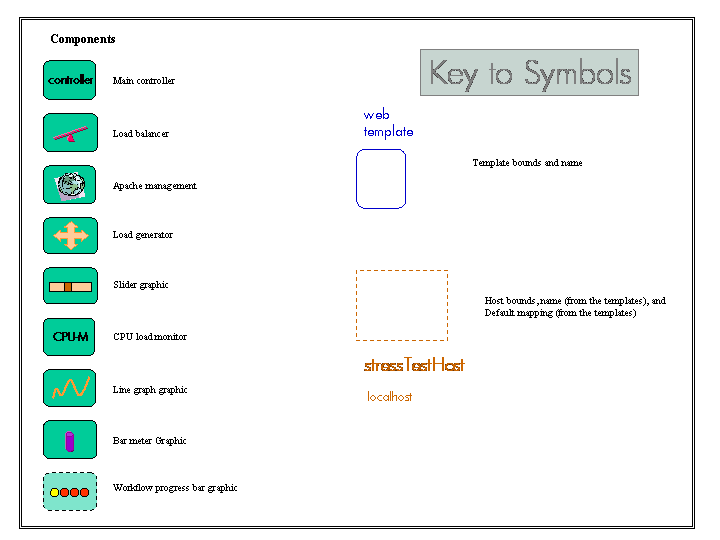 Components
Key to Symbols
controller
Main controller
web
template
Load balancer
Template bounds and name
Apache management
Load generator
Slider graphic
Host bounds, name (from the templates), and
Default mapping (from the templates)
CPU-M
CPU load monitor
stressTestHost
localhost
Line graph graphic
Bar meter Graphic
Workflow progress bar graphic